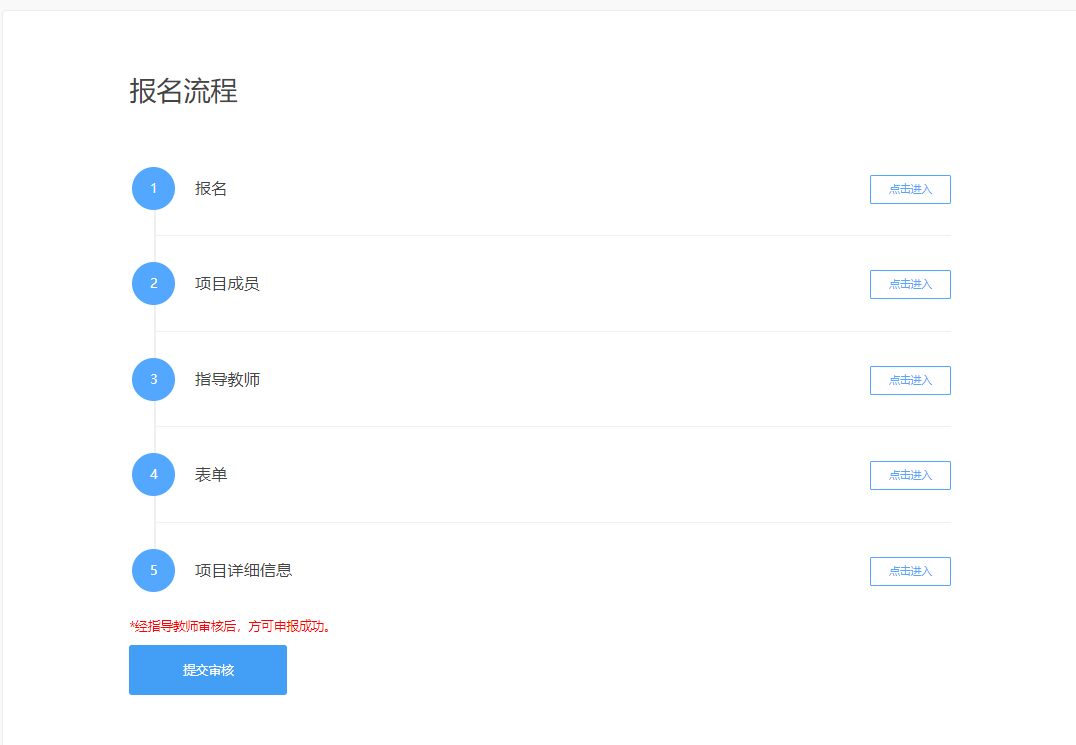 报名流程
1 报名 点击进入
2 项目成员 点击进入
3 指导教师 点击进入
4 表单 点击进入
5 项目详细信息 点击进入
*经指导教师审核后，方可申报成功。
提交审核